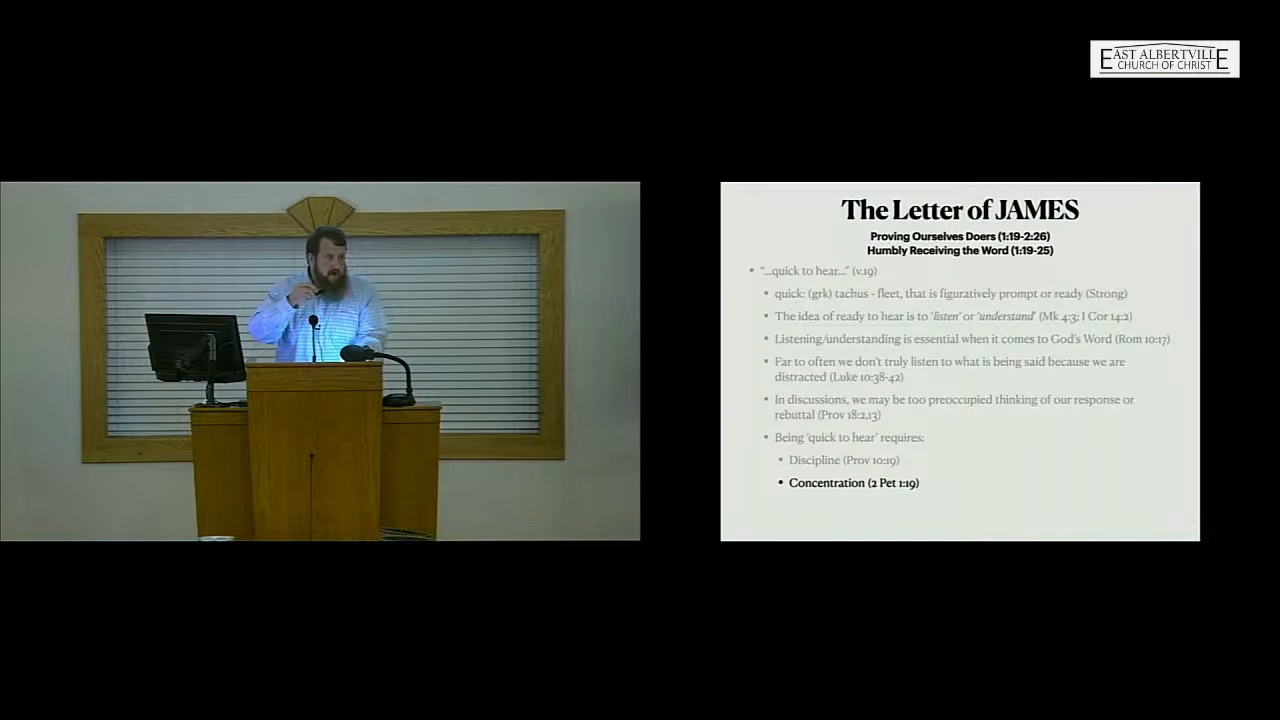 EAST ALBERTVILLE
CHURCH OF CHRIST
The Letter of JAMES
Proving Ourselves Doers (1:19-2:26)
Humbly Receiving the Word (1:19-25)
• "...quick to hear..." (v.19)
• quick: (grk) tachus - fleet, that is figuratively prompt or ready (Strong)
• The idea of ready to hear is to 'listen' or 'understand' (Mk 4:3; I Cor 14:2)
• Listening/understanding is essential when it comes to God's Word (Rom 10:17)
• Far to often we don't truly listen to what is being said because we are
distracted (Luke 10:38-42)
• In discussions, we may be too preoccupied thinking of our response or
rebuttal (Prov 18:2,13)
• Being 'quick to hear' requires:
• Discipline (Prov 10:19)
• Concentration (2 Pet 1:19)